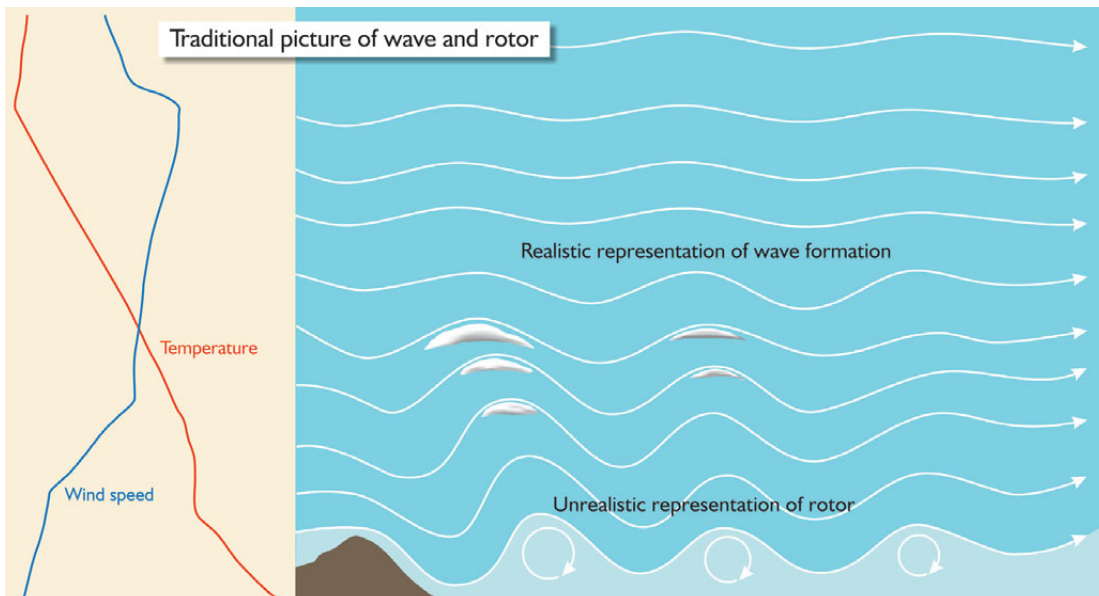 Traditional picture of wave and rotor
Realistic representation of wave formation
Temperature
Wind speed
Unrealistic representation of rotor